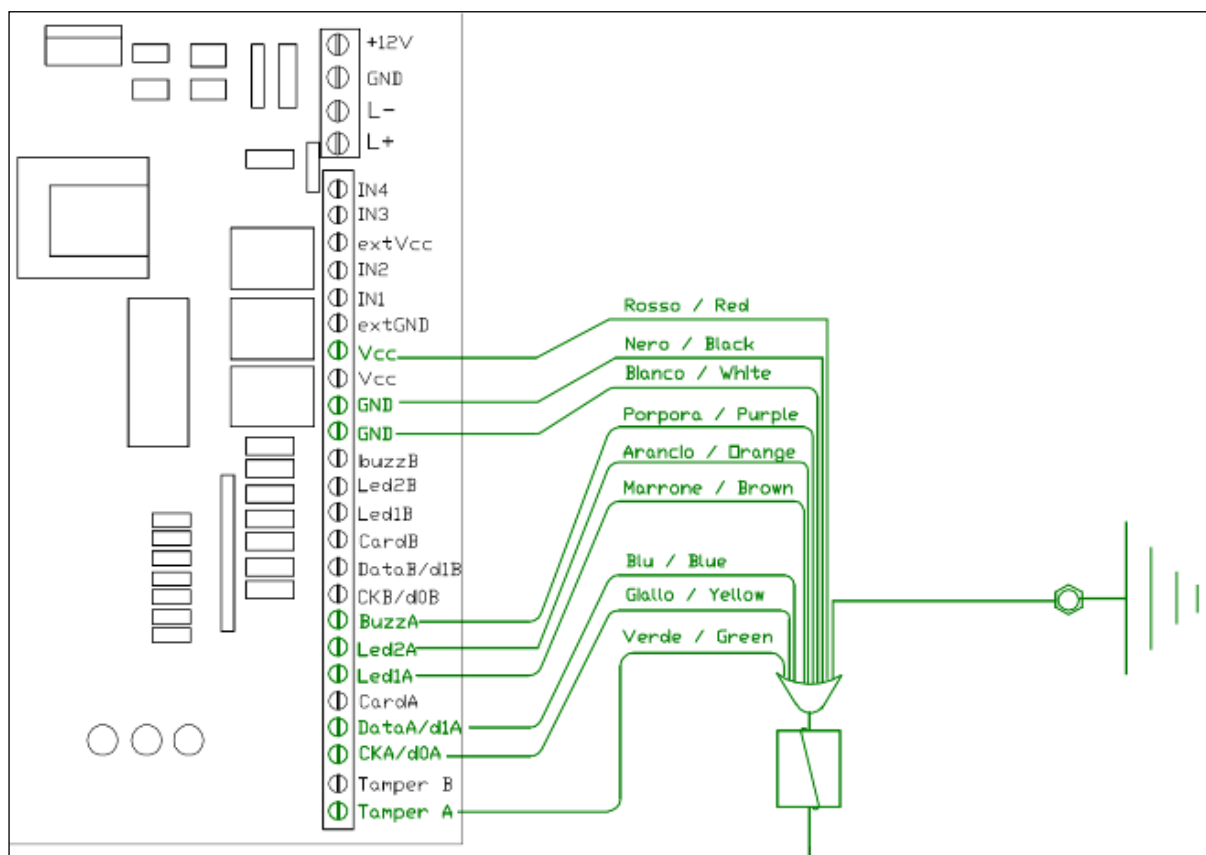 +12V
GND
L-
L+
IN4
IN3
extVcc
IN2
IN1
extGND
Vcc
Vcc
GND
GND
buzzB
Led2B
Led1B
CardB
DataB/d1B
CKB/d0B
BuzzA
Led2A
Led1A
CardA
DataA/d1A
CKA/d0A
Tamper B
Tamper A
Rosso / Red
Nero / Black
Bianco / White
Porpora / Purple
Arancio / Orange
Marrone / Brown
Blu / Blue
Giallo / Yellow
Verde / Green